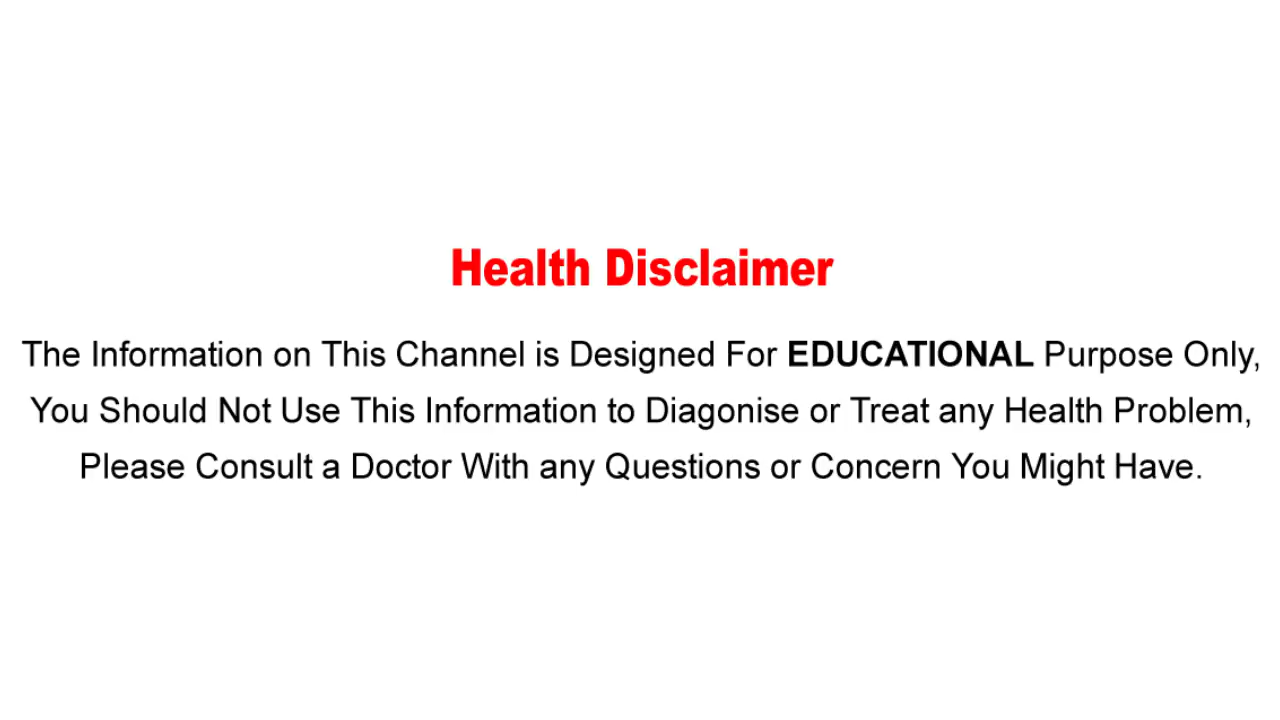 Health Disclaimer
The Information on This Channel is Designed For EDUCATIONAL Purpose Only,
You Should Not Use This Information to Diagonise or Treat any Health Problem,
Please Consult a Doctor With any Questions or Concern You Might Have.